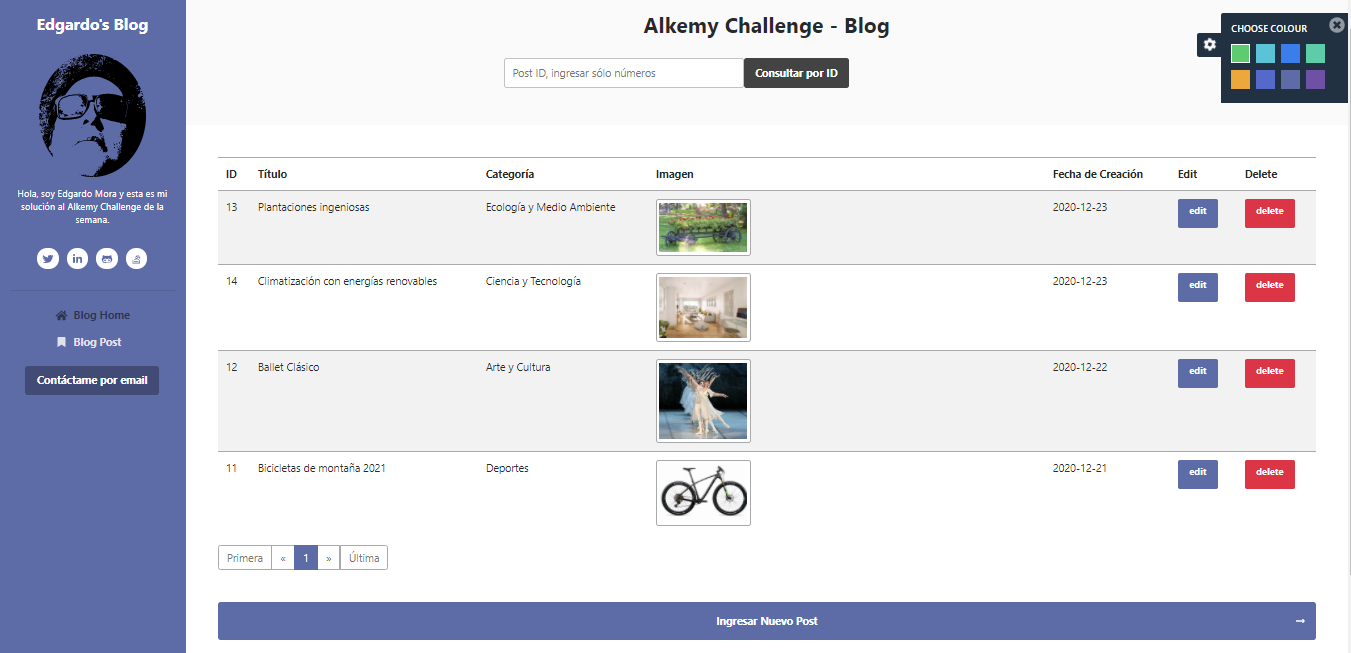 Edgardo's Blog
Hola, soy Edgardo Mora y esta es mi
solución al Alkemy Challenge de la
semana.
Blog Home
Blog Post
Contáctame por email
Alkemy Challenge - Blog
Post ID, ingresar sólo números
Consultar por ID
CHOOSE COLOUR
ID Título Categoría Imagen Fecha de Creación Edit Delete
13 Plantaciones ingeniosas Ecología y Medio Ambiente 2020-12-23 edit delete
14 Climatización con energías renovables Ciencia y Tecnología 2020-12-23 edit delete
12 Ballet Clásico Arte y Cultura 2020-12-22 edit delete
11 Bicicletas de montaña 2021 Deportes 2020-12-21 edit delete
Primera « 1 » Última
Ingresar Nuevo Post →